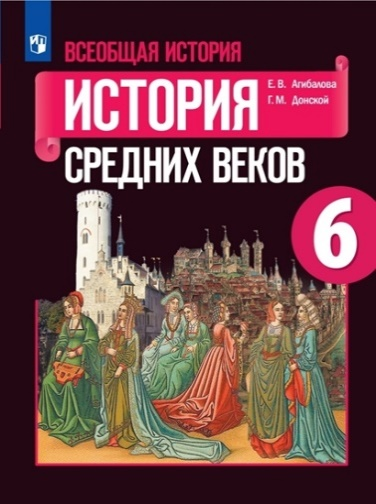 ВСЕОБЩАЯ ИСТОРИЯ
ИСТОРИЯ
Е. В. Агибалова
Г. М. Донской
СРЕДНИХ ВЕКОВ
6